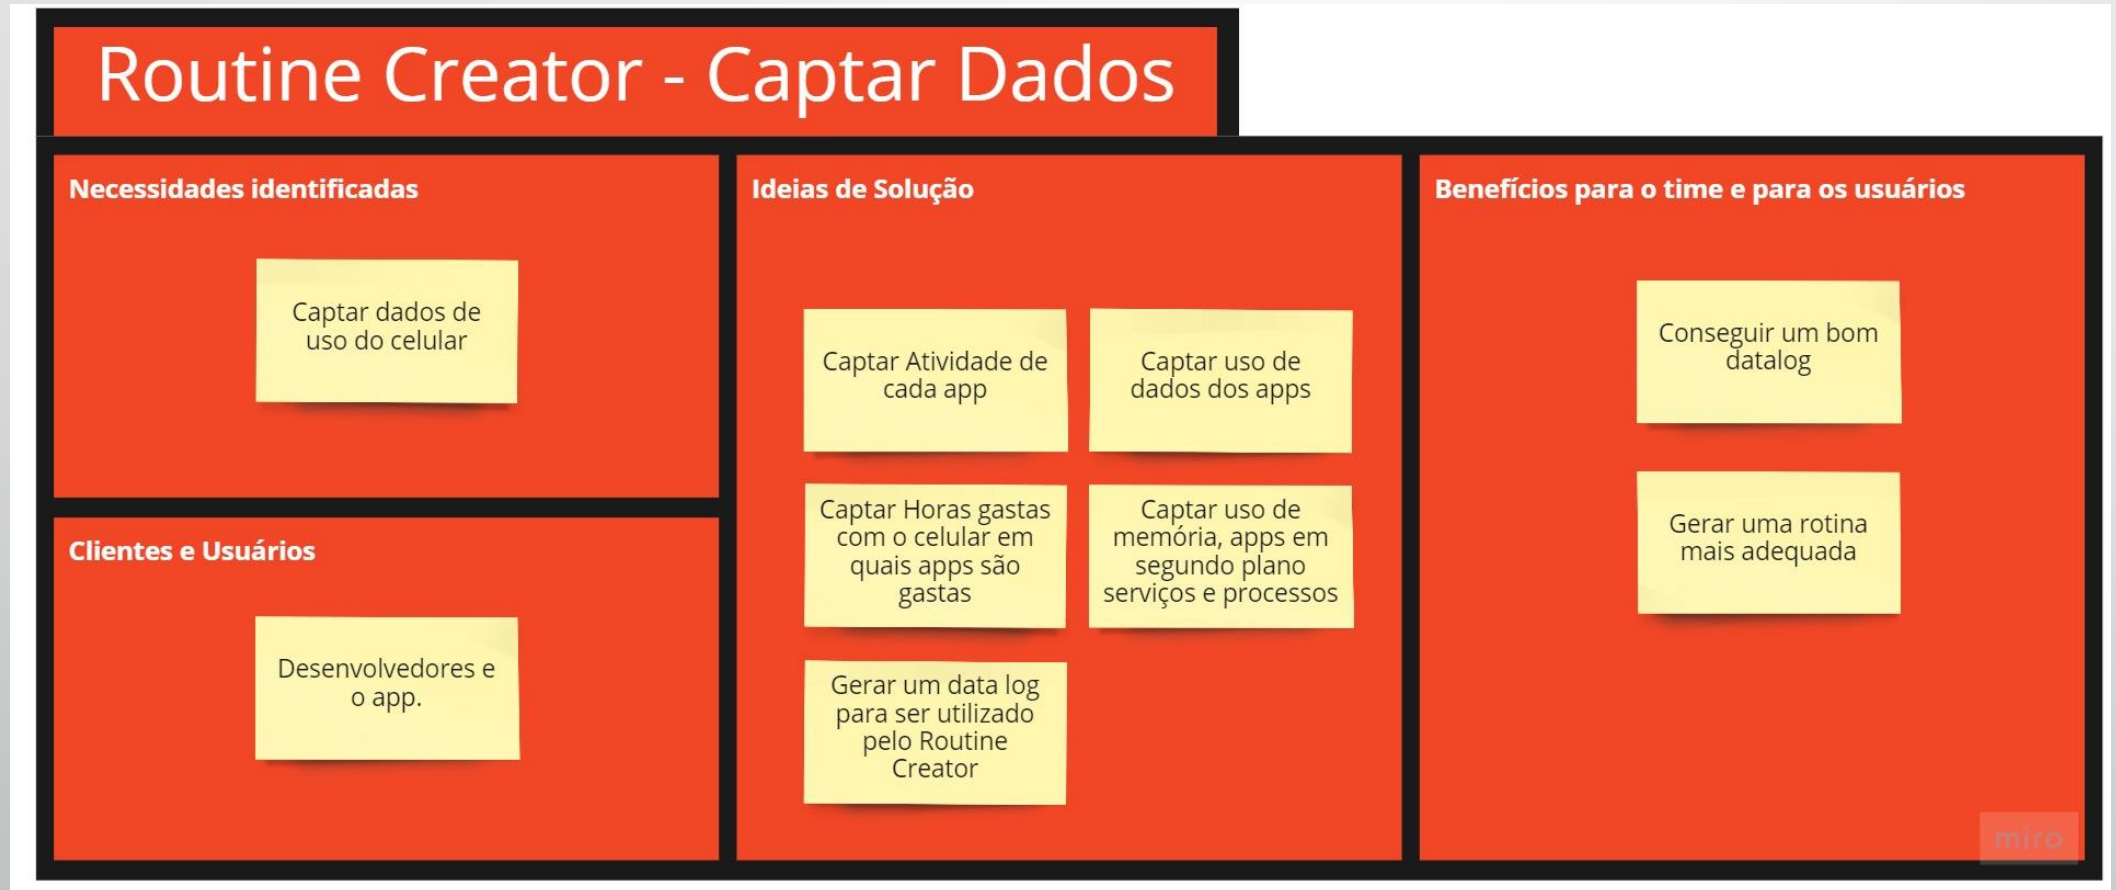 Routine Creator - Captar Dados
Necessidades identificadas
Captar dados de
uso do celular
Clientes e Usuários
Desenvolvedores e
o app.
Ideias de Solução
Captar Atividade de
cada app
Captar uso de
dados dos apps
Captar Horas gastas
com o celular em
quais apps são
gastas
Captar uso de
memória, apps em
segundo plano
serviços e processos
Gerar um data log
para ser utilizado
pelo Routine
Creator
Benefícios para o time e para os usuários
Conseguir um bom
datalog
Gerar uma rotina
mais adequada
miro